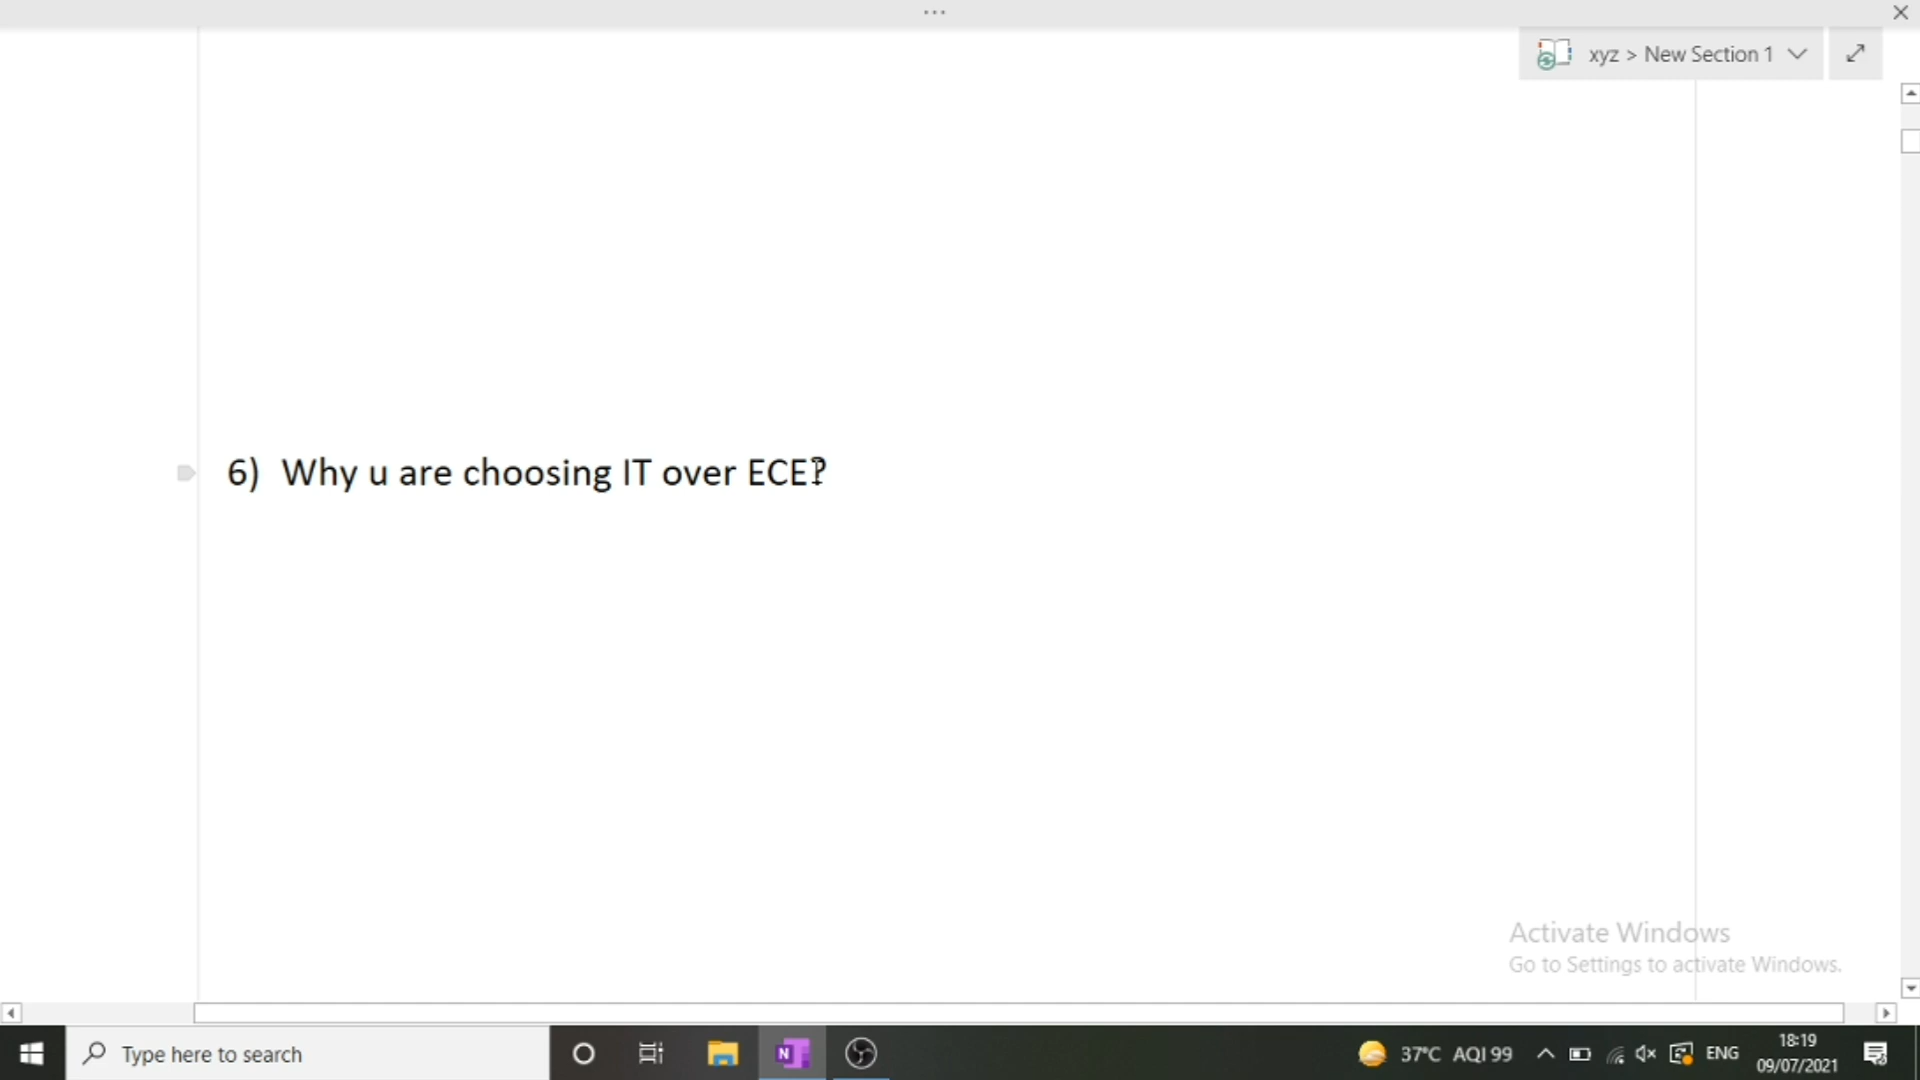 xyz > New Section 1
6) Why u are choosing IT over ECE?
Activate Windows
Go to Settings to activate Windows.
Type here to search
N
37°C AQI 99
ENG
18:19
09/07/2021